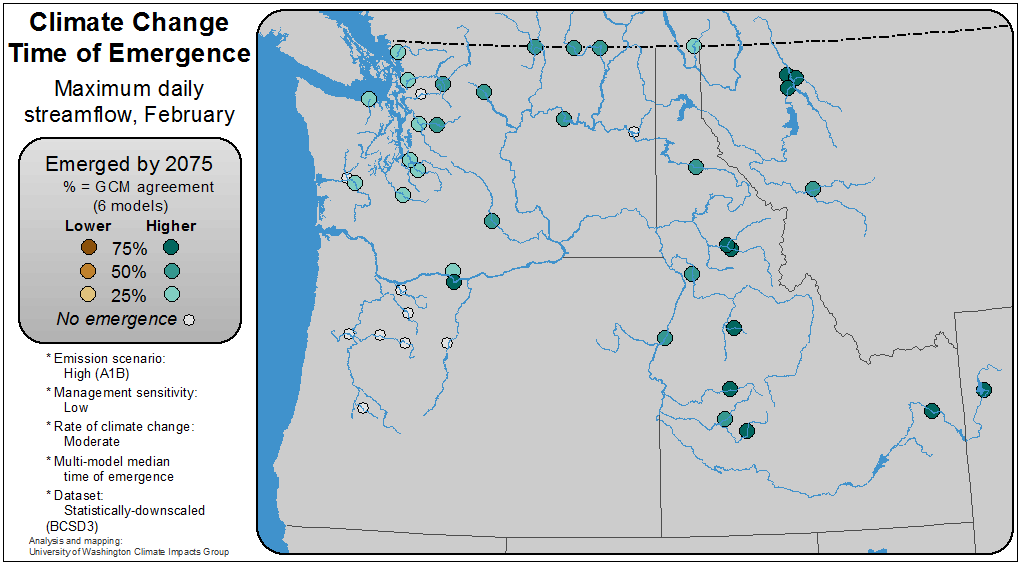 Climate Change
Time of Emergence
Maximum daily
streamflow, February
Emerged by 2075
% = GCM agreement
(6 models)
Lower Higher
75%
50%
25%
No emergence
* Emission scenario:
High (A1B)
* Management sensitivity:
Low
* Rate of climate change:
Moderate
* Multi-model median
time of emergence
* Dataset:
Statistically-downscaled
(BCSD3)
Analysis and mapping:
University of Washington Climate Impacts Group